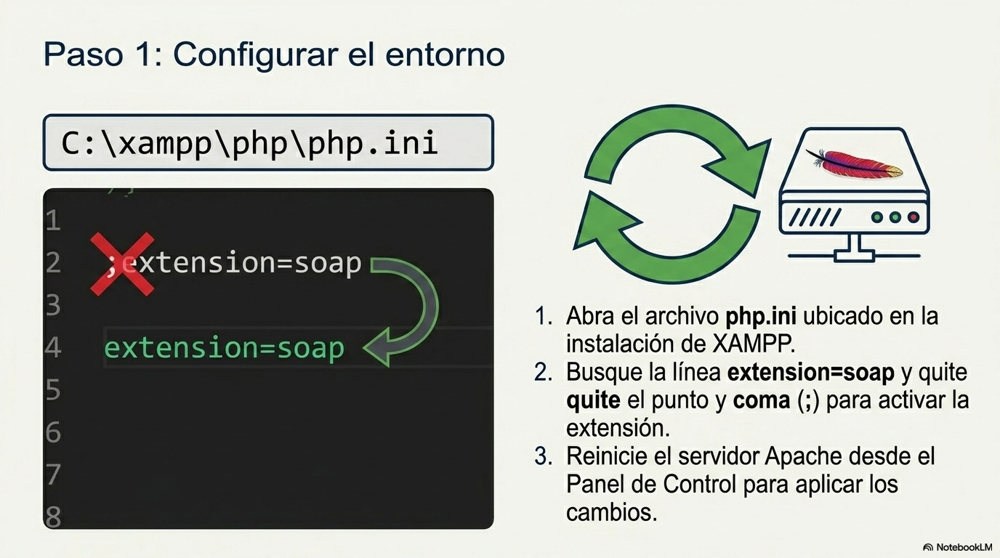 Paso 1: Configurar el entorno
C:\xampp\php\php.ini
1
2 ;extension=soap
3
4 extension=soap
5
6
7
8
1. Abra el archivo php.ini ubicado en la
instalación de XAMPP.
2. Busque la línea extension=soap y quite
quite el punto y coma (;) para activar la
extensión.
3. Reinicie el servidor Apache desde el
Panel de Control para aplicar los
cambios.
NotebookLM